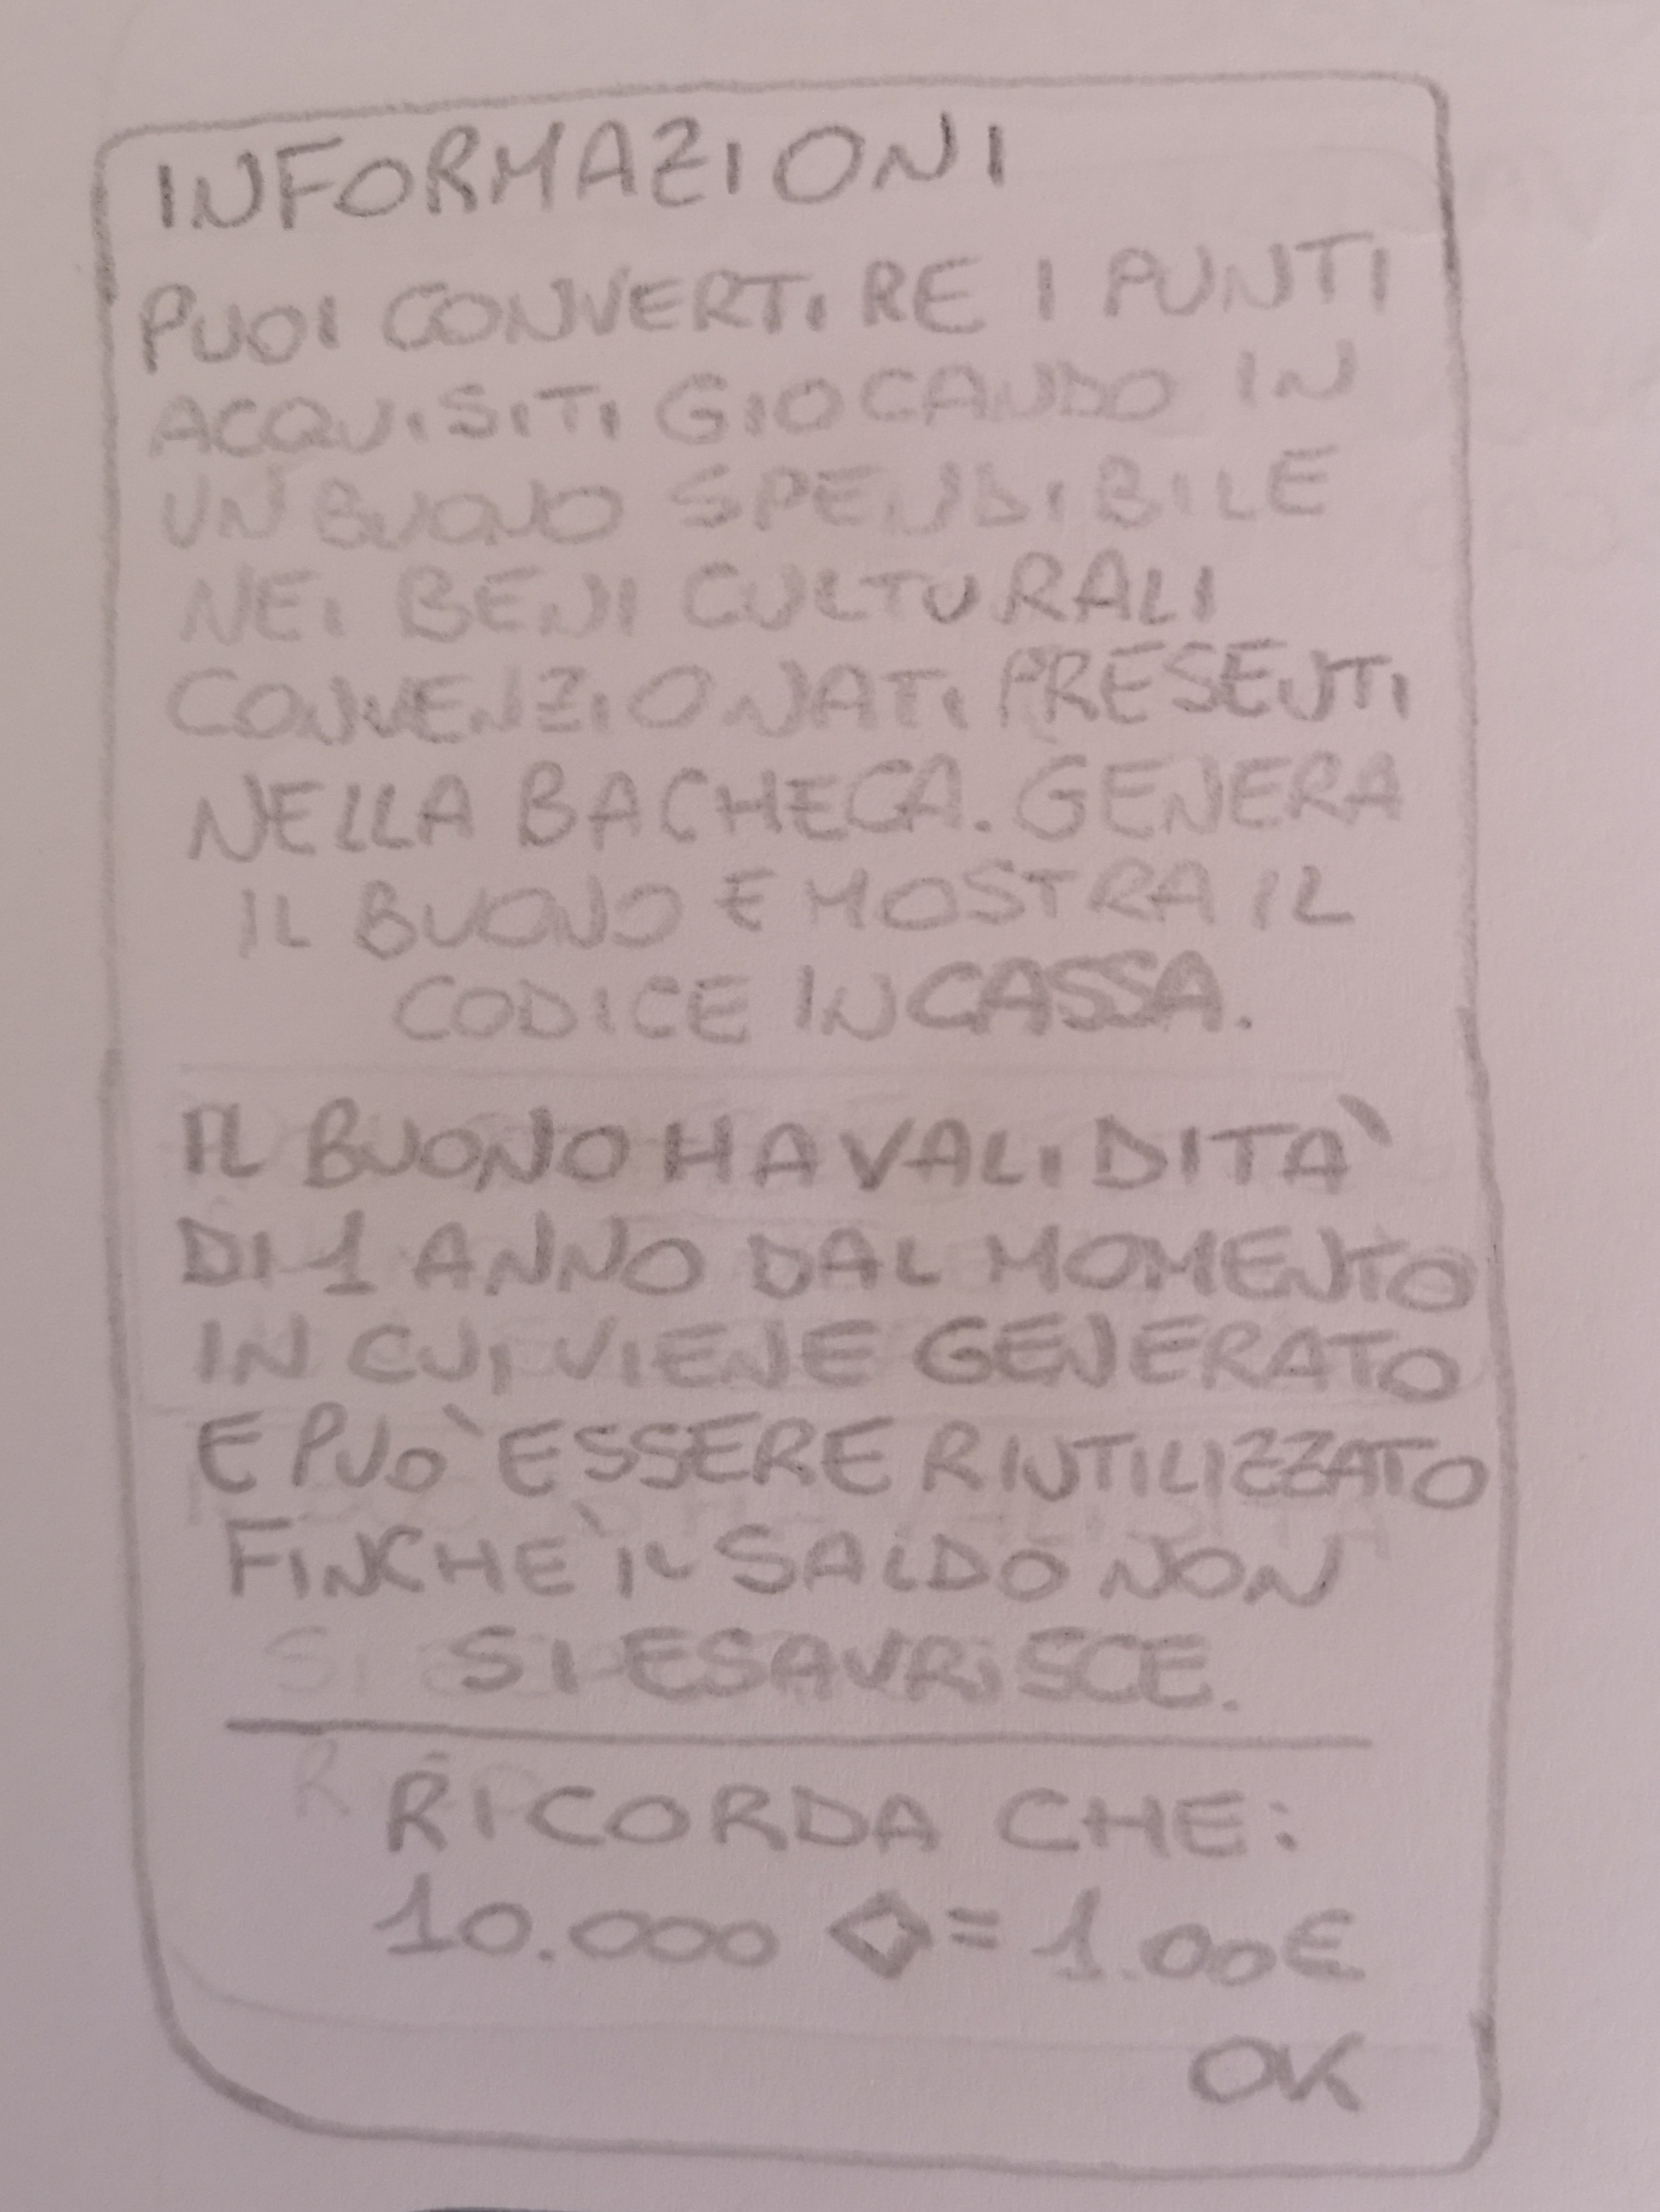 INFORMAZIONI
PUOI CONVERTIRE I PUNTI
ACQUISITI GIOCANDO IN
UN BUONO SPENDIBILE
NEI BENI CULTURALI
CONVENZIONATI PRESENTI
NELLA BACHECA. GENERA
IL BUONO E MOSTRA IL
CODICE IN CASSA.
IL BUONO HA VALIDITÀ
DI 1 ANNO DAL MOMENTO
IN CUI VIENE GENERATO
E PUÒ ESSERE RIUTILIZZATO
FINCHÈ IL SALDO NON
SI ESAURISCE.
RICORDA CHE:
10.000 ◇ = 1.00€
OK